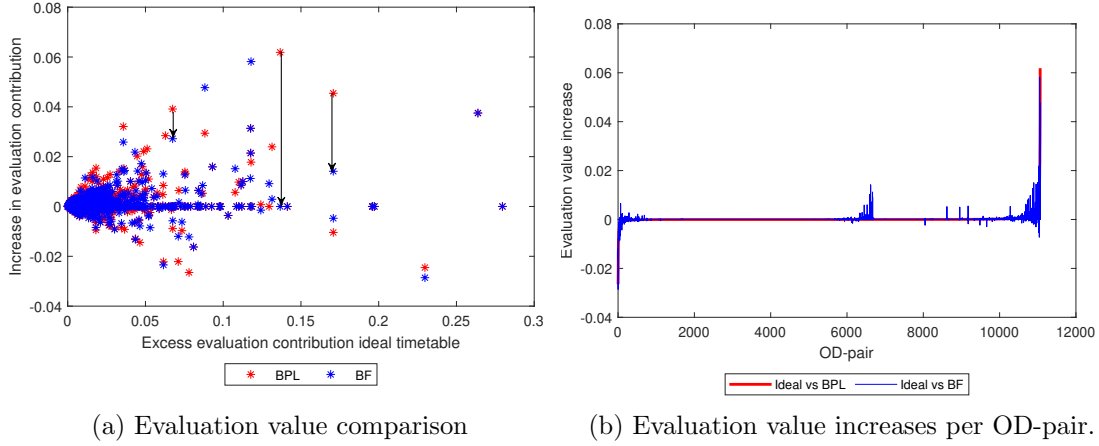 0.08
0.06
0.04
0.02
0
-0.02
-0.04
0
0.05
0.1
0.15
0.2
0.25
0.3
Increase in evaluation contribution
Excess evaluation contribution ideal timetable
BPL
BF
(a) Evaluation value comparison
0.08
0.06
0.04
0.02
0
-0.02
-0.04
0
2000
4000
6000
8000
10000
12000
Evaluation value increase
OD-pair
Ideal vs BPL
Ideal vs BF
(b) Evaluation value increases per OD-pair.